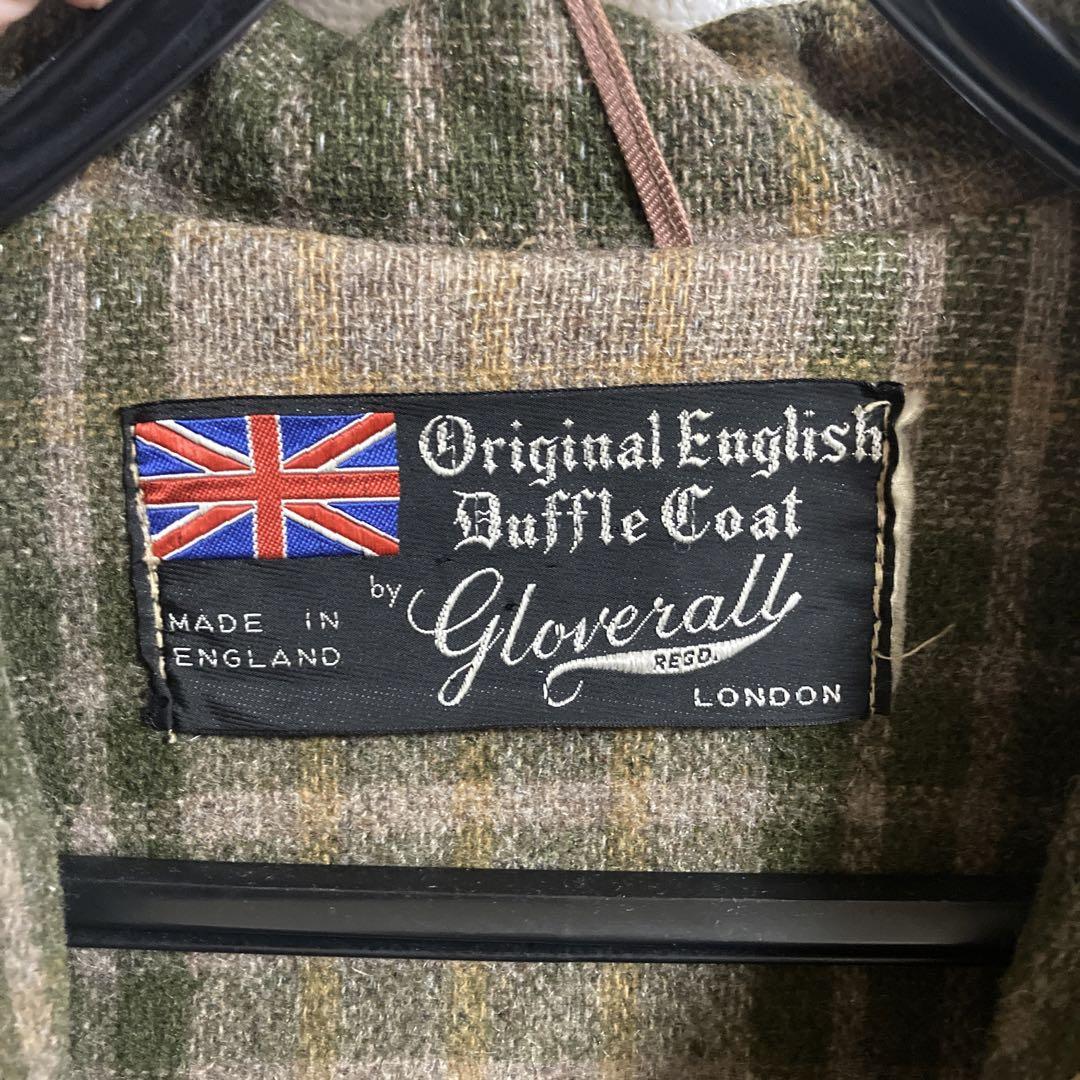 Original English
Duffle Coat
by Gloverall
REGD.
MADE IN
ENGLAND
LONDON